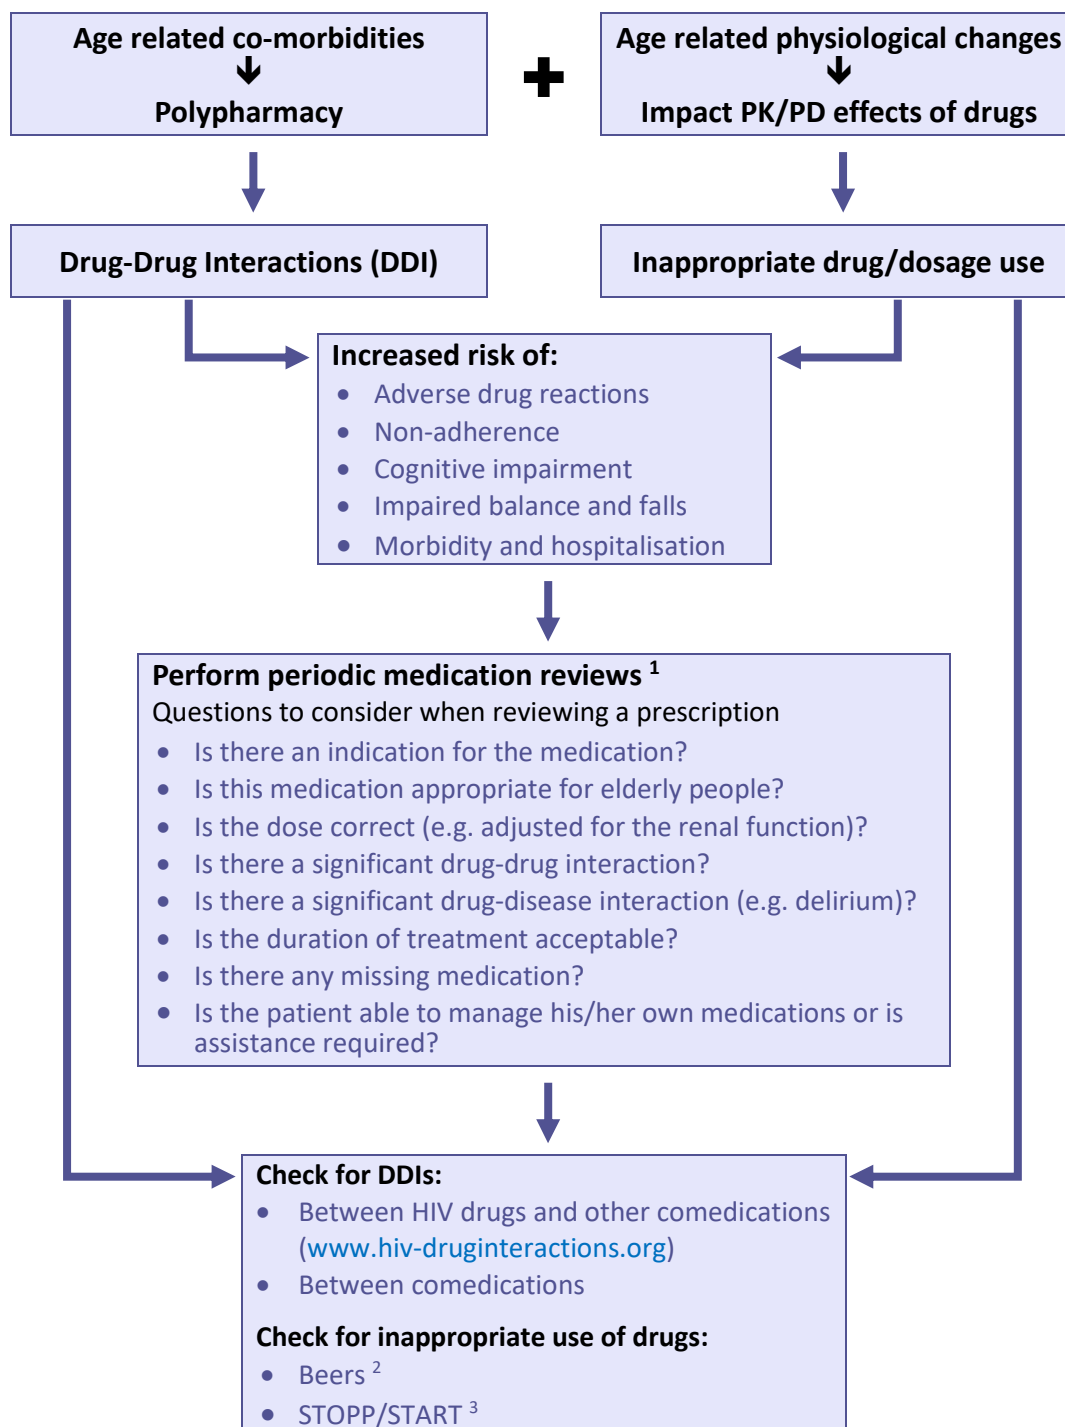 Age related co-morbidities
↓
Polypharmacy
+
Age related physiological changes
↓
Impact PK/PD effects of drugs
Drug-Drug Interactions (DDI)
Inappropriate drug/dosage use
Increased risk of:
• Adverse drug reactions
• Non-adherence
• Cognitive impairment
• Impaired balance and falls
• Morbidity and hospitalisation
Perform periodic medication reviews ¹
Questions to consider when reviewing a prescription
• Is there an indication for the medication?
• Is this medication appropriate for elderly people?
• Is the dose correct (e.g. adjusted for the renal function)?
• Is there a significant drug-drug interaction?
• Is there a significant drug-disease interaction (e.g. delirium)?
• Is the duration of treatment acceptable?
• Is there any missing medication?
• Is the patient able to manage his/her own medications or is
assistance required?
Check for DDIs:
• Between HIV drugs and other comedications
(www.hiv-druginteractions.org)
• Between comedications
Check for inappropriate use of drugs:
• Beers ²
• STOPP/START ³